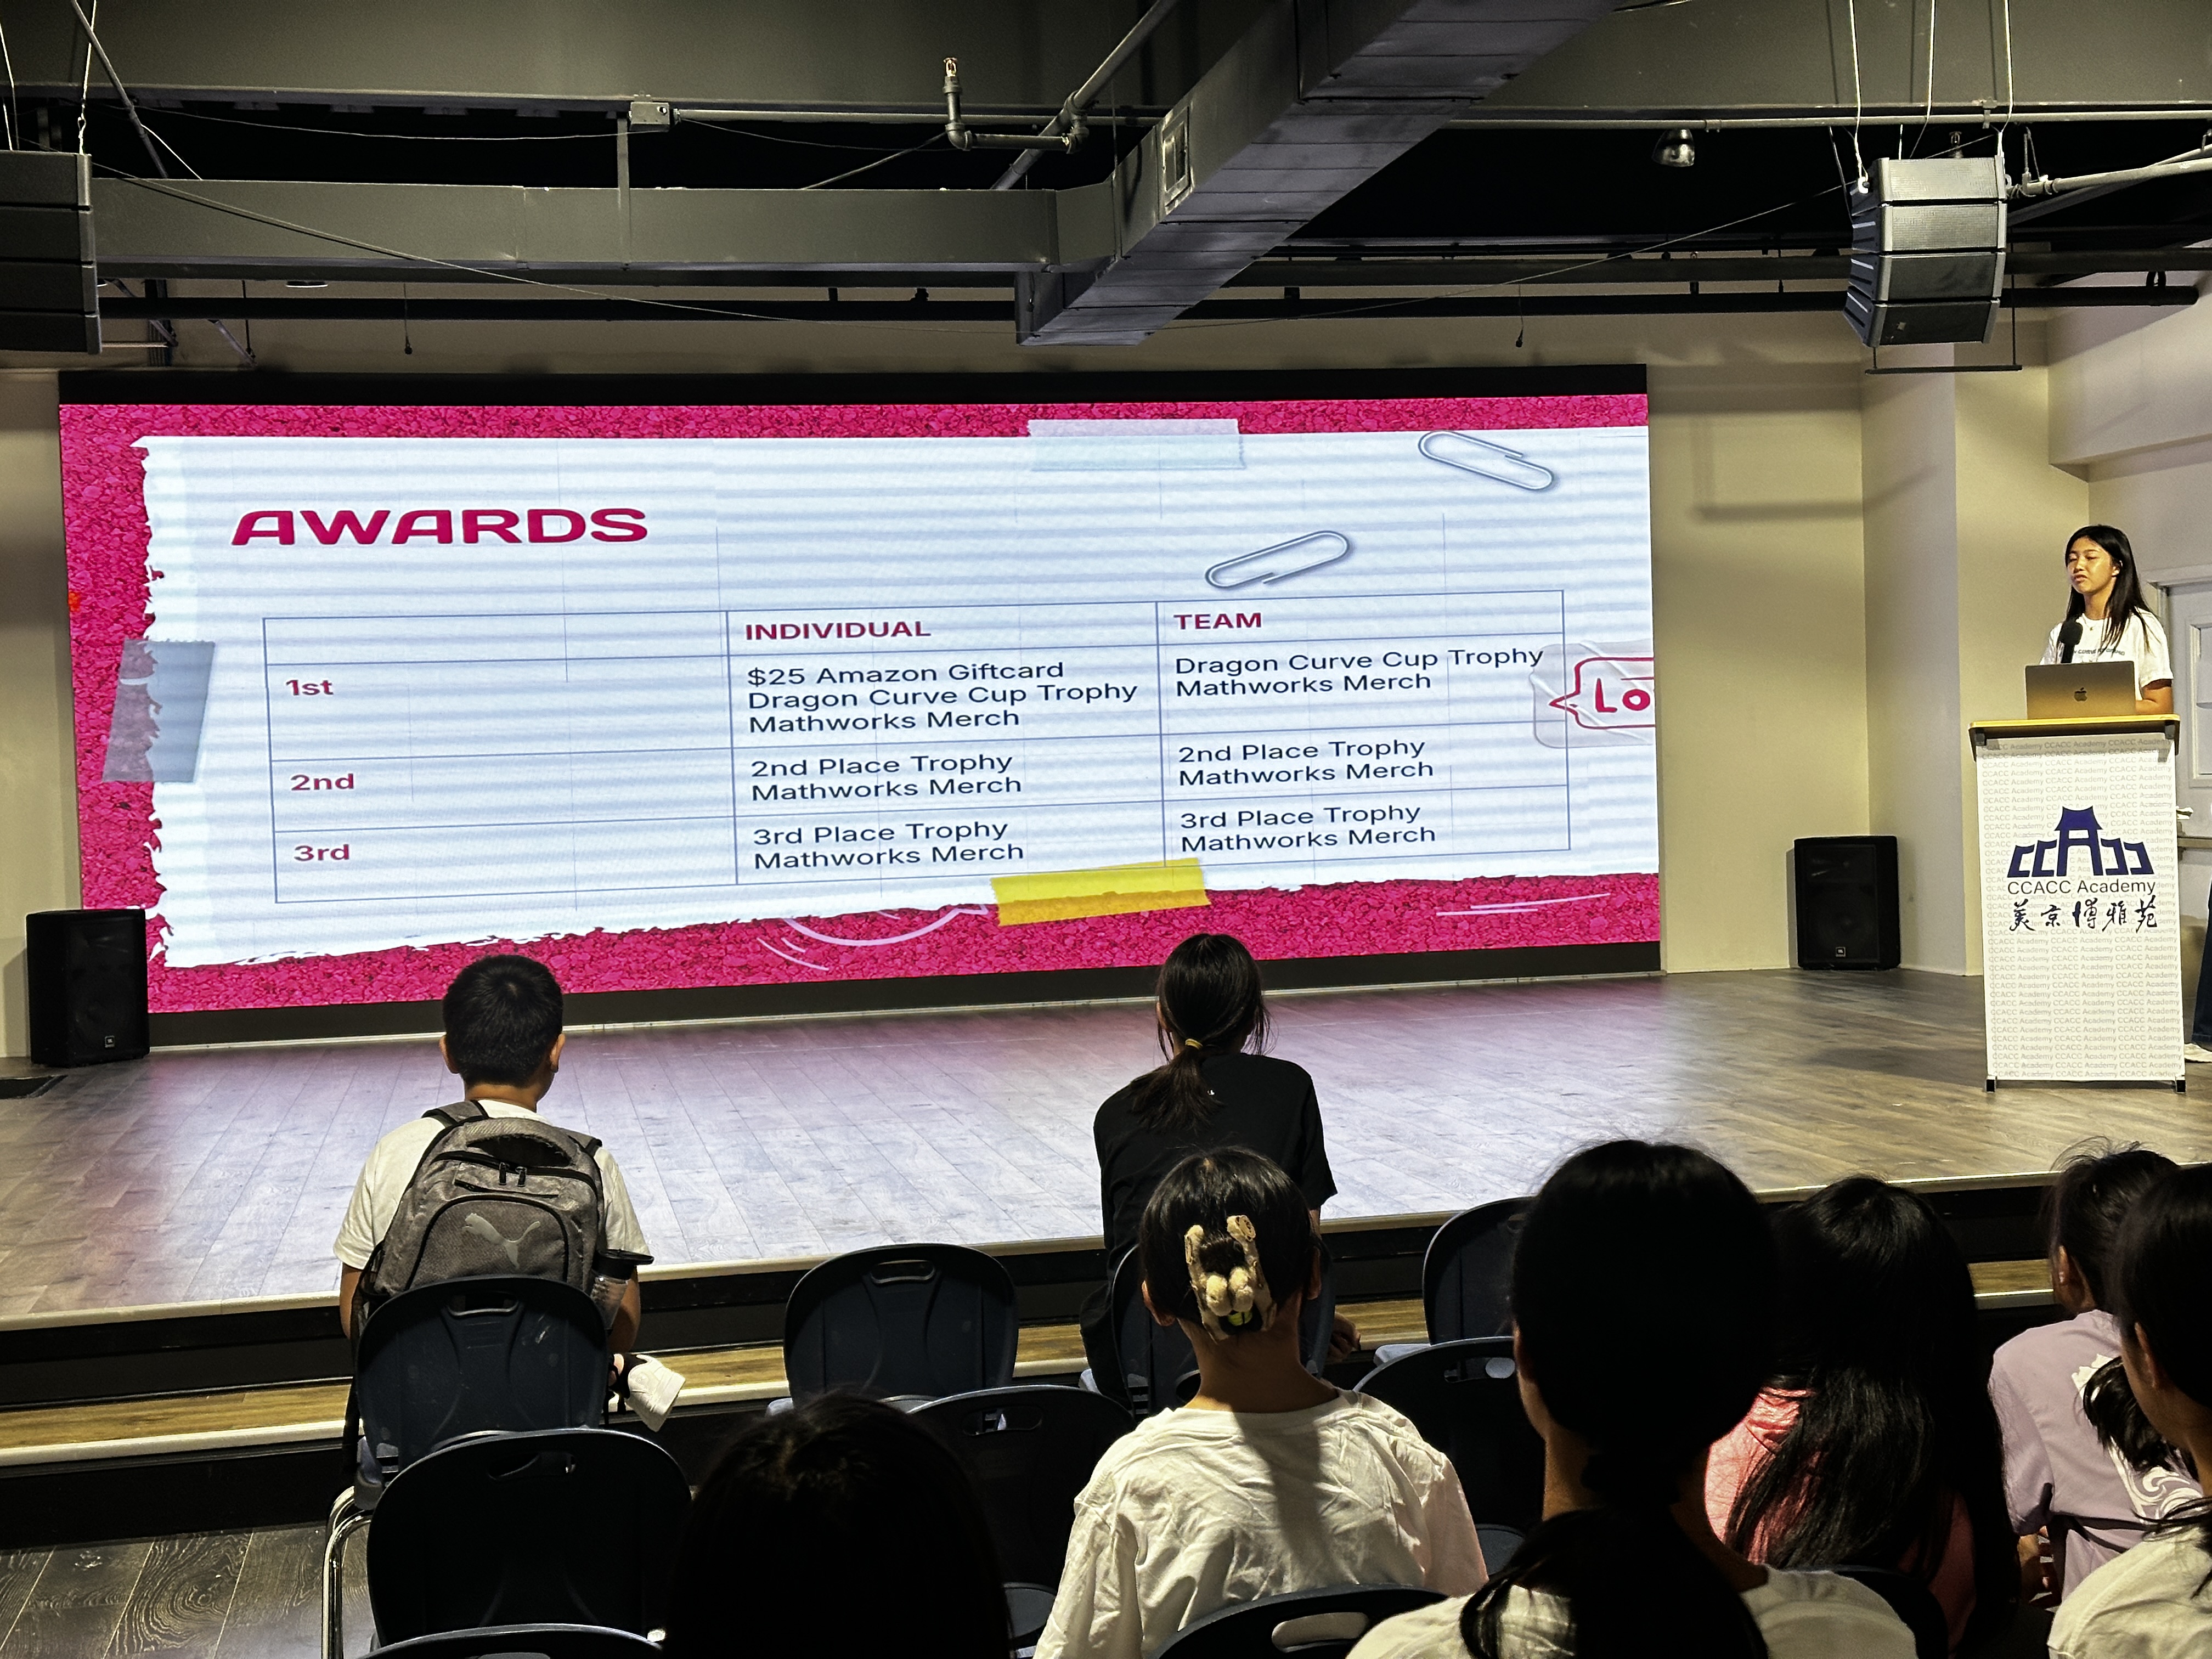 AWARDS
INDIVIDUAL
TEAM
1st
$25 Amazon Giftcard
Dragon Curve Cup Trophy
Mathworks Merch
Dragon Curve Cup Trophy
Mathworks Merch
2nd
2nd Place Trophy
Mathworks Merch
2nd Place Trophy
Mathworks Merch
3rd
3rd Place Trophy
Mathworks Merch
3rd Place Trophy
Mathworks Merch
Lo
CCACC
CCACC Academy
美京博雅苑